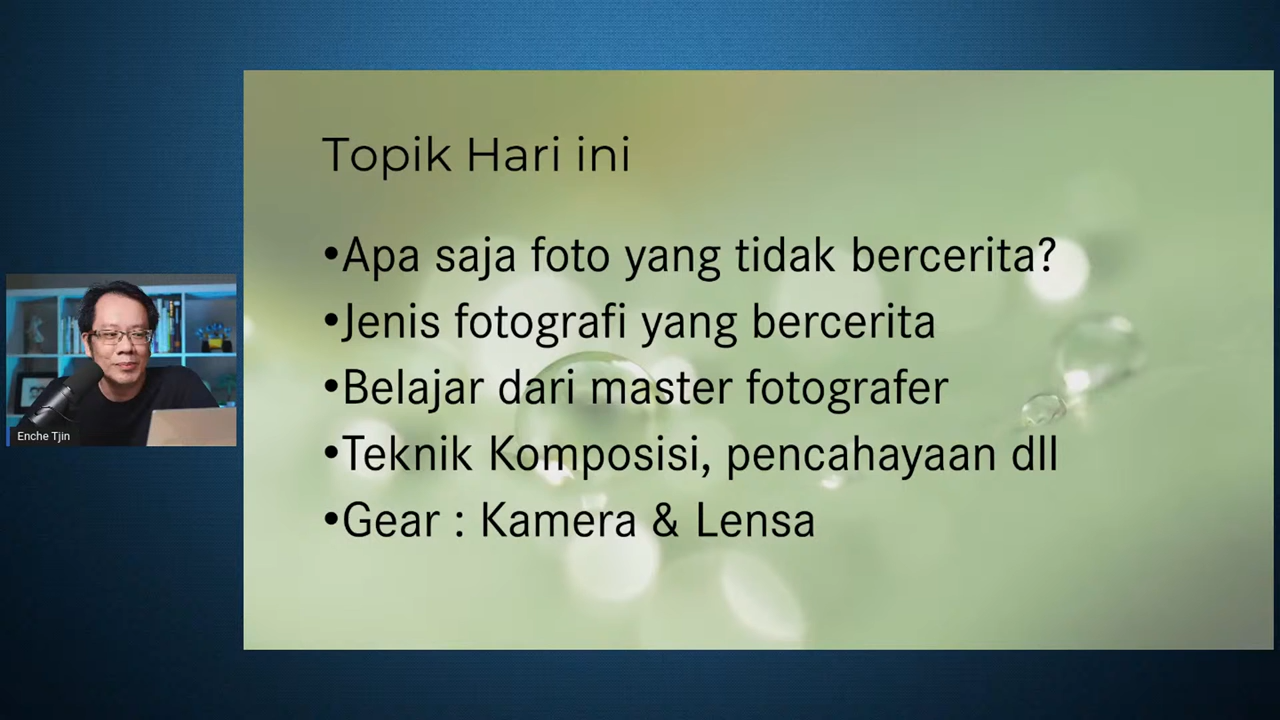 Topik Hari ini
•Apa saja foto yang tidak bercerita?
•Jenis fotografi yang bercerita
•Belajar dari master fotografer
•Teknik Komposisi, pencahayaan dll
•Gear : Kamera & Lensa
Enche Tjin